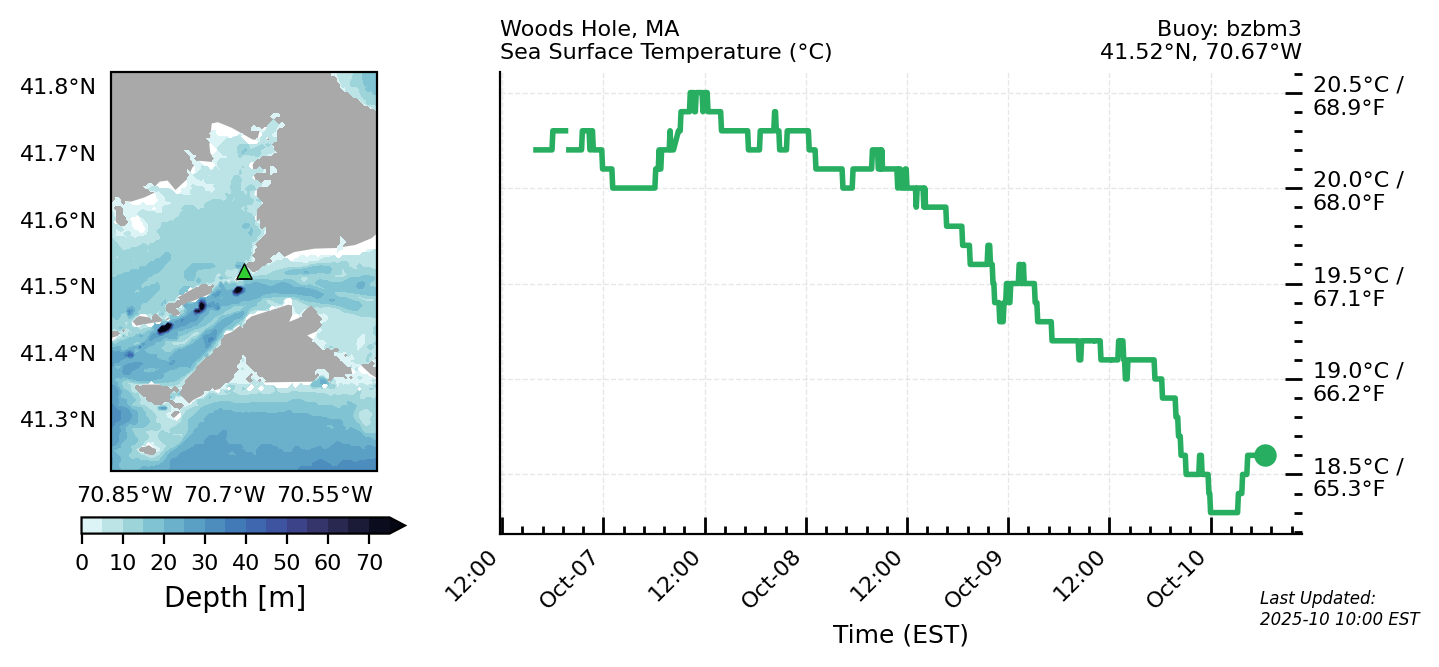 Woods Hole, MA
Sea Surface Temperature (°C)
Buoy: bzbm3
41.52°N, 70.67°W
41.8°N
41.7°N
41.6°N
41.5°N
41.4°N
41.3°N
70.85°W 70.7°W 70.55°W
0 10 20 30 40 50 60 70
Depth [m]
20.5°C /
68.9°F
20.0°C /
68.0°F
19.5°C /
67.1°F
19.0°C /
66.2°F
18.5°C /
65.3°F
12:00 Oct-07 12:00 Oct-08 12:00 Oct-09 12:00 Oct-10
Time (EST)
Last Updated:
2025-10 10:00 EST